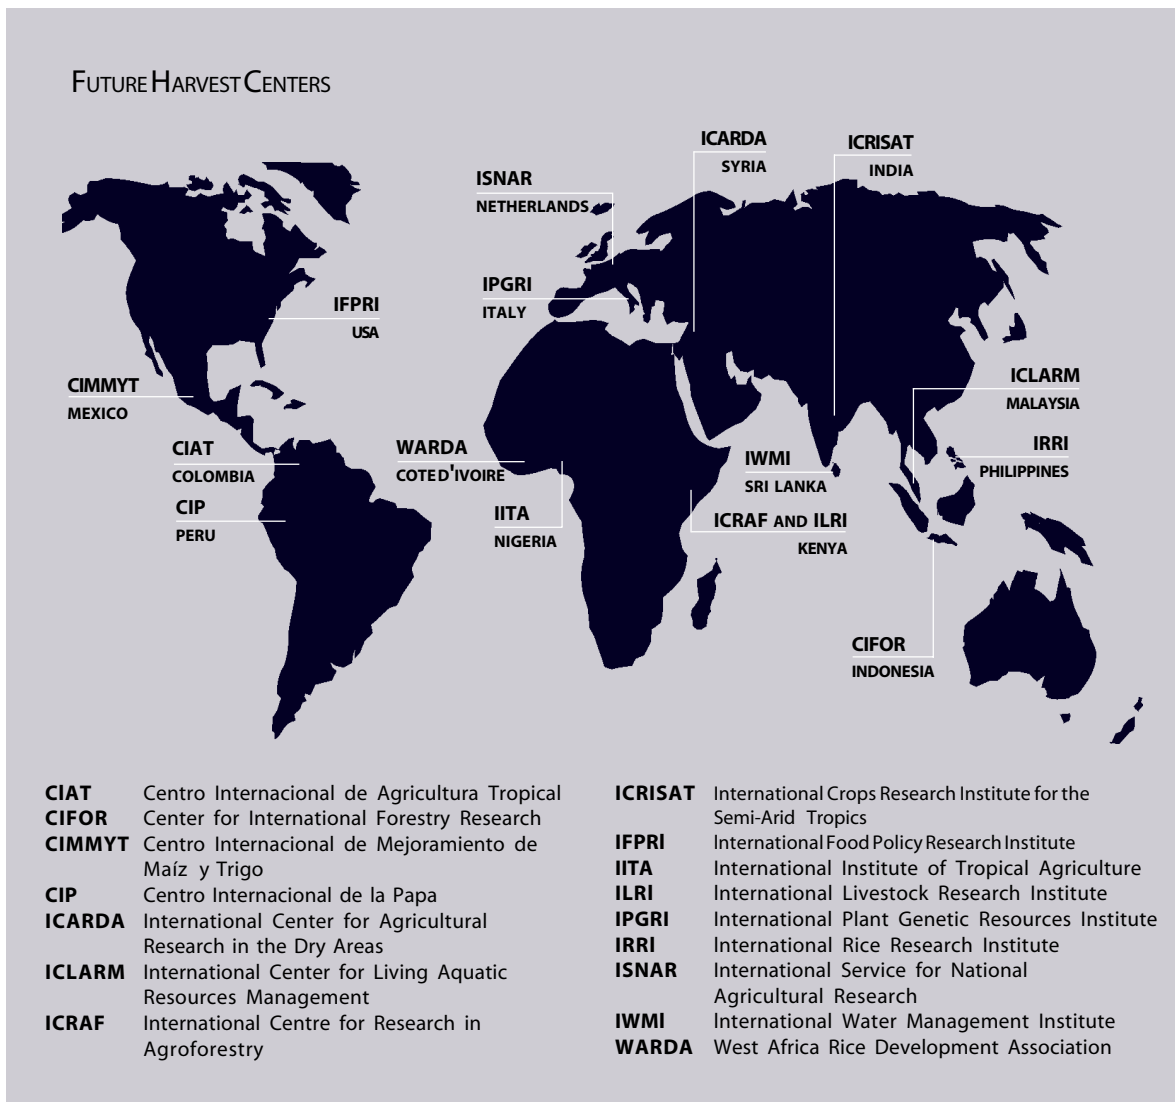 FUTURE HARVEST CENTERS
ICARDA
SYRIA
ICRISAT
INDIA
ISNAR
NETHERLANDS
IPGRI
ITALY
IFPRI
USA
CIMMYT
MEXICO
ICLARM
MALAYSIA
CIAT
COLOMBIA
WARDA
COTE D'IVOIRE
IWMI
SRI LANKA
IRRI
PHILIPPINES
CIP
PERU
IITA
NIGERIA
ICRAF AND ILRI
KENYA
CIFOR
INDONESIA
CIAT Centro Internacional de Agricultura Tropical
CIFOR Center for International Forestry Research
CIMMYT Centro Internacional de Mejoramiento de
Maíz y Trigo
CIP Centro Internacional de la Papa
ICARDA International Center for Agricultural
Research in the Dry Areas
ICLARM International Center for Living Aquatic
Resources Management
ICRAF International Centre for Research in
Agroforestry
ICRISAT International Crops Research Institute for the
Semi-Arid Tropics
IFPRI International Food Policy Research Institute
IITA International Institute of Tropical Agriculture
ILRI International Livestock Research Institute
IPGRI International Plant Genetic Resources Institute
IRRI International Rice Research Institute
ISNAR International Service for National
Agricultural Research
IWMI International Water Management Institute
WARDA West Africa Rice Development Association